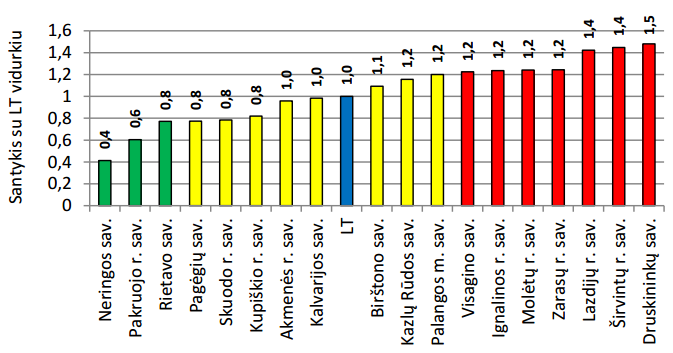 Santykis su LT vidurkiu
1,6
1,4
1,2
1
0,8
0,6
0,4
0,2
0
0,4
0,6
0,8
0,8
0,8
0,8
1,0
1,0
1,0
1,1
1,2
1,2
1,2
1,2
1,2
1,2
1,4
1,4
1,5
Neringos sav.
Pakruojo r. sav.
Rietavo sav.
Pagėgių sav.
Skuodo r. sav.
Kupiškio r. sav.
Akmenės r. sav.
Kalvarijos sav.
LT
Birštono sav.
Kazlų Rūdos sav.
Palangos m. sav.
Visagino sav.
Ignalinos r. sav.
Molėtų r. sav.
Zarasų r. sav.
Lazdijų r. sav.
Širvintų r. sav.
Druskininkų sav.